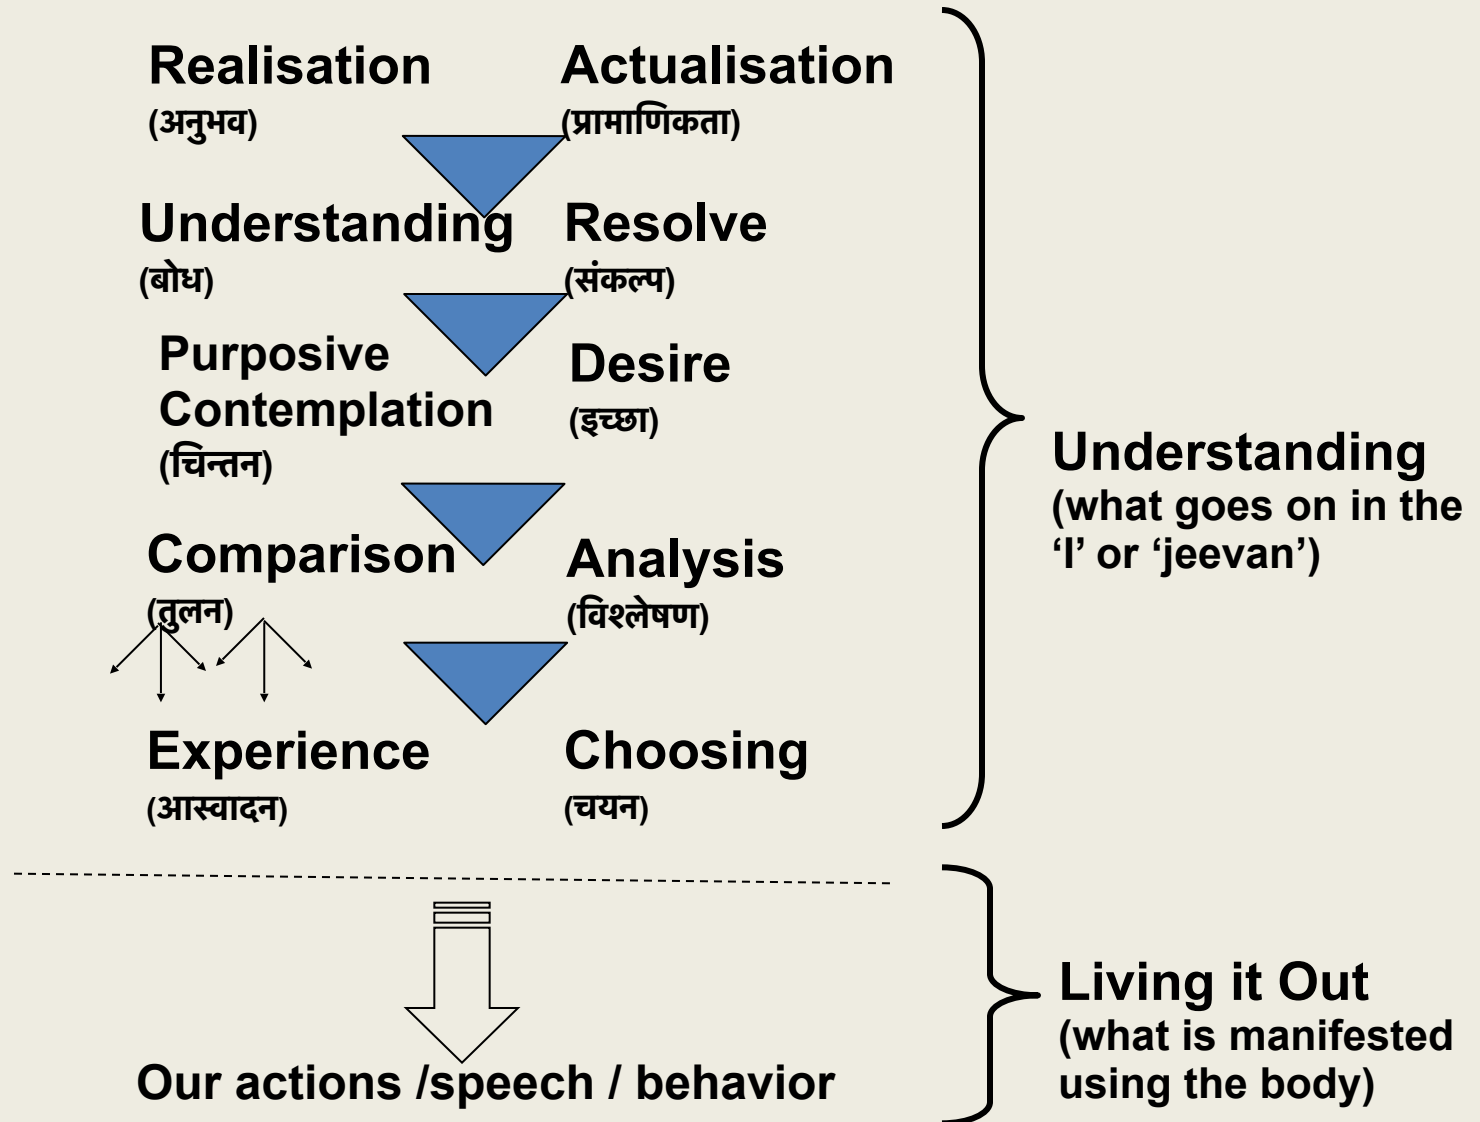 Realisation Actualisation
(अनुभव) (प्रामाणिकता)
Understanding Resolve
(बोध) (संकल्प)
Purposive
Contemplation
(चिन्तन)
Desire
(इच्छा)
Comparison Analysis
(तुलन) (विश्लेषण)
Experience Choosing
(आस्वादन) (चयन)
Understanding
(what goes on in the
‘I’ or ‘jeevan’)
Our actions /speech / behavior
Living it Out
(what is manifested
using the body)